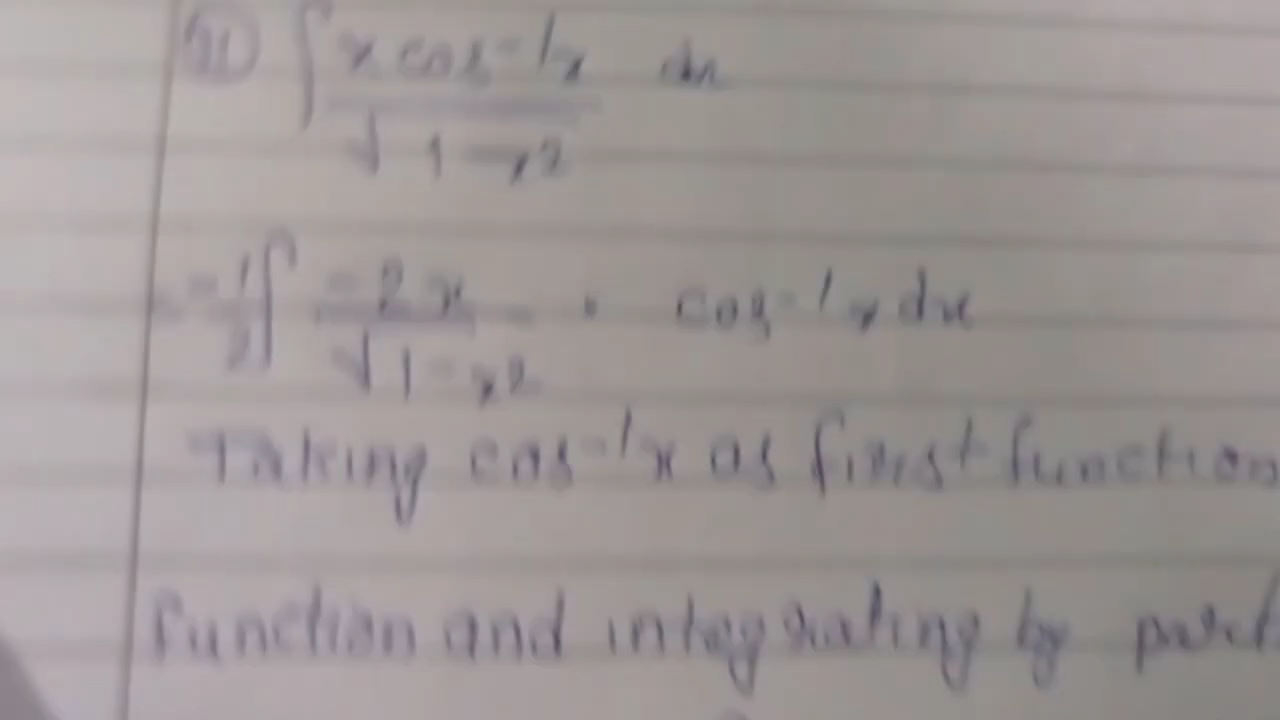 21) ∫ x cos⁻¹x / √1-x² dx
= -1/2 ∫ -2x / √1-x² · cos⁻¹x dx
Taking cos⁻¹x as first function
function and integrating by part